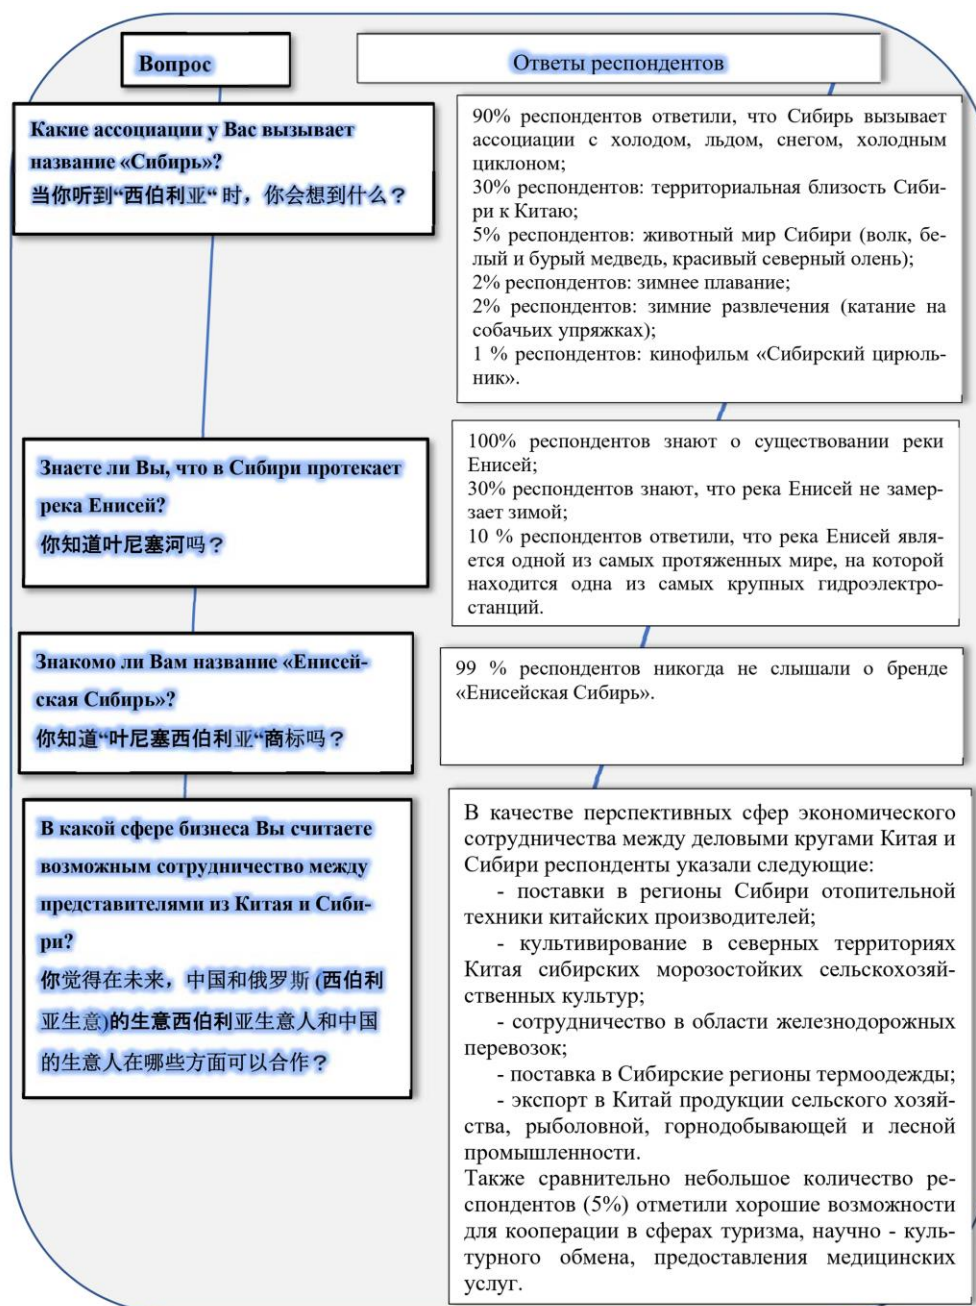 Вопрос
Ответы респондентов
Какие ассоциации у Вас вызывает
название «Сибирь»?
当你听到“西伯利亚“ 时，你会想到什么？
90% респондентов ответили, что Сибирь вызывает
ассоциации с холодом, льдом, снегом, холодным
циклоном;
30% респондентов: территориальная близость Сиби-
ри к Китаю;
5% респондентов: животный мир Сибири (волк, бе-
лый и бурый медведь, красивый северный олень);
2% респондентов: зимнее плавание;
2% респондентов: зимние развлечения (катание на
собачьих упряжках);
1 % респондентов: кинофильм «Сибирский цирюль-
ник».
Знаете ли Вы, что в Сибири протекает
река Енисей?
你知道叶尼塞河吗？
100% респондентов знают о существовании реки
Енисей;
30% респондентов знают, что река Енисей не замер-
зает зимой;
10 % респондентов ответили, что река Енисей явля-
ется одной из самых протяженных мире, на которой
находится одна из самых крупных гидроэлектро-
станций.
Знакомо ли Вам название «Енисей-
ская Сибирь»?
你知道“叶尼塞西伯利亚“商标吗？
99 % респондентов никогда не слышали о бренде
«Енисейская Сибирь».
В какой сфере бизнеса Вы считаете
возможным сотрудничество между
представителями из Китая и Сиби-
ри?
你觉得在未来，中国和俄罗斯 (西伯利
亚生意)的生意西伯利亚生意人和中国
的生意人在哪些方面可以合作？
В качестве перспективных сфер экономического
сотрудничества между деловыми кругами Китая и
Сибири респонденты указали следующие:
- поставки в регионы Сибири отопительной
техники китайских производителей;
- культивирование в северных территориях
Китая сибирских морозостойких сельскохозяй-
ственных культур;
- сотрудничество в области железнодорожных
перевозок;
- поставка в Сибирские регионы термоодежды;
- экспорт в Китай продукции сельского хозяй-
ства, рыболовной, горнодобывающей и лесной
промышленности.
Также сравнительно небольшое количество ре-
спондентов (5%) отметили хорошие возможности
для кооперации в сферах туризма, научно - куль-
турного обмена, предоставления медицинских
услуг.